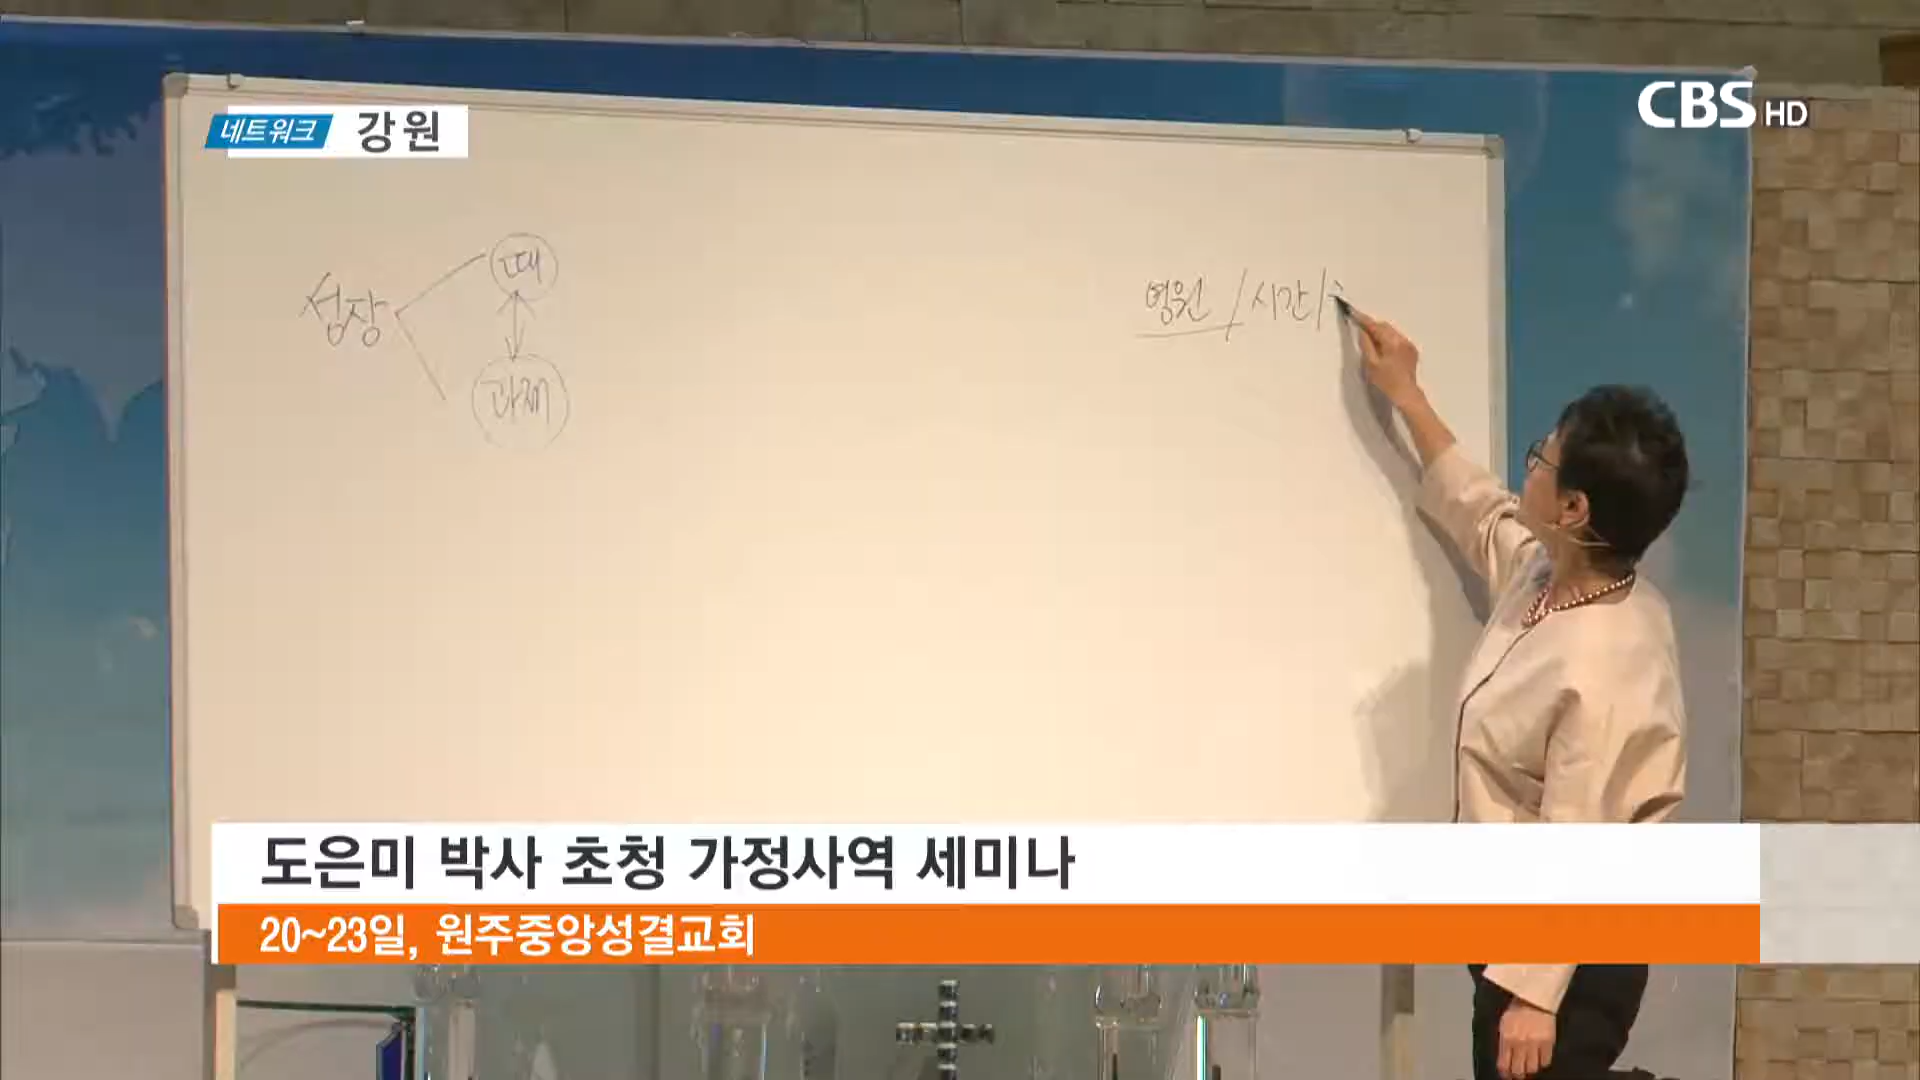 네트워크 강원
CBS HD
때
성장
영원 / 시간 /
과제
도은미 박사 초청 가정사역 세미나
20~23일, 원주중앙성결교회